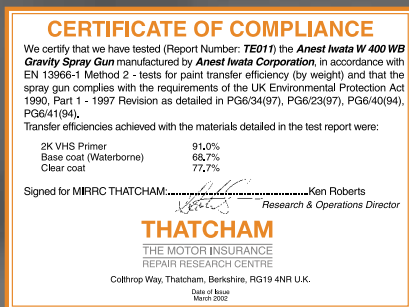 CERTIFICATE OF COMPLIANCE
We certify that we have tested (Report Number: TE011) the Anest Iwata W 400 WB
Gravity Spray Gun manufactured by Anest Iwata Corporation, in accordance with
EN 13966-1 Method 2 - tests for paint transfer efficiency (by weight) and that the
spray gun complies with the requirements of the UK Environmental Protection Act
1990, Part 1 - 1997 Revision as detailed in PG6/34(97), PG6/23(97), PG6/40(94),
PG6/41(94).
Transfer efficiencies achieved with the materials detailed in the test report were:
2K VHS Primer 91.0%
Base coat (Waterborne) 68.7%
Clear coat 77.7%
Signed for MIRRC THATCHAM:..............................Ken Roberts
Research & Operations Director
THATCHAM
THE MOTOR INSURANCE
REPAIR RESEARCH CENTRE
Colthrop Way, Thatcham, Berkshire, RG19 4NR U.K.
Date of Issue
March 2002